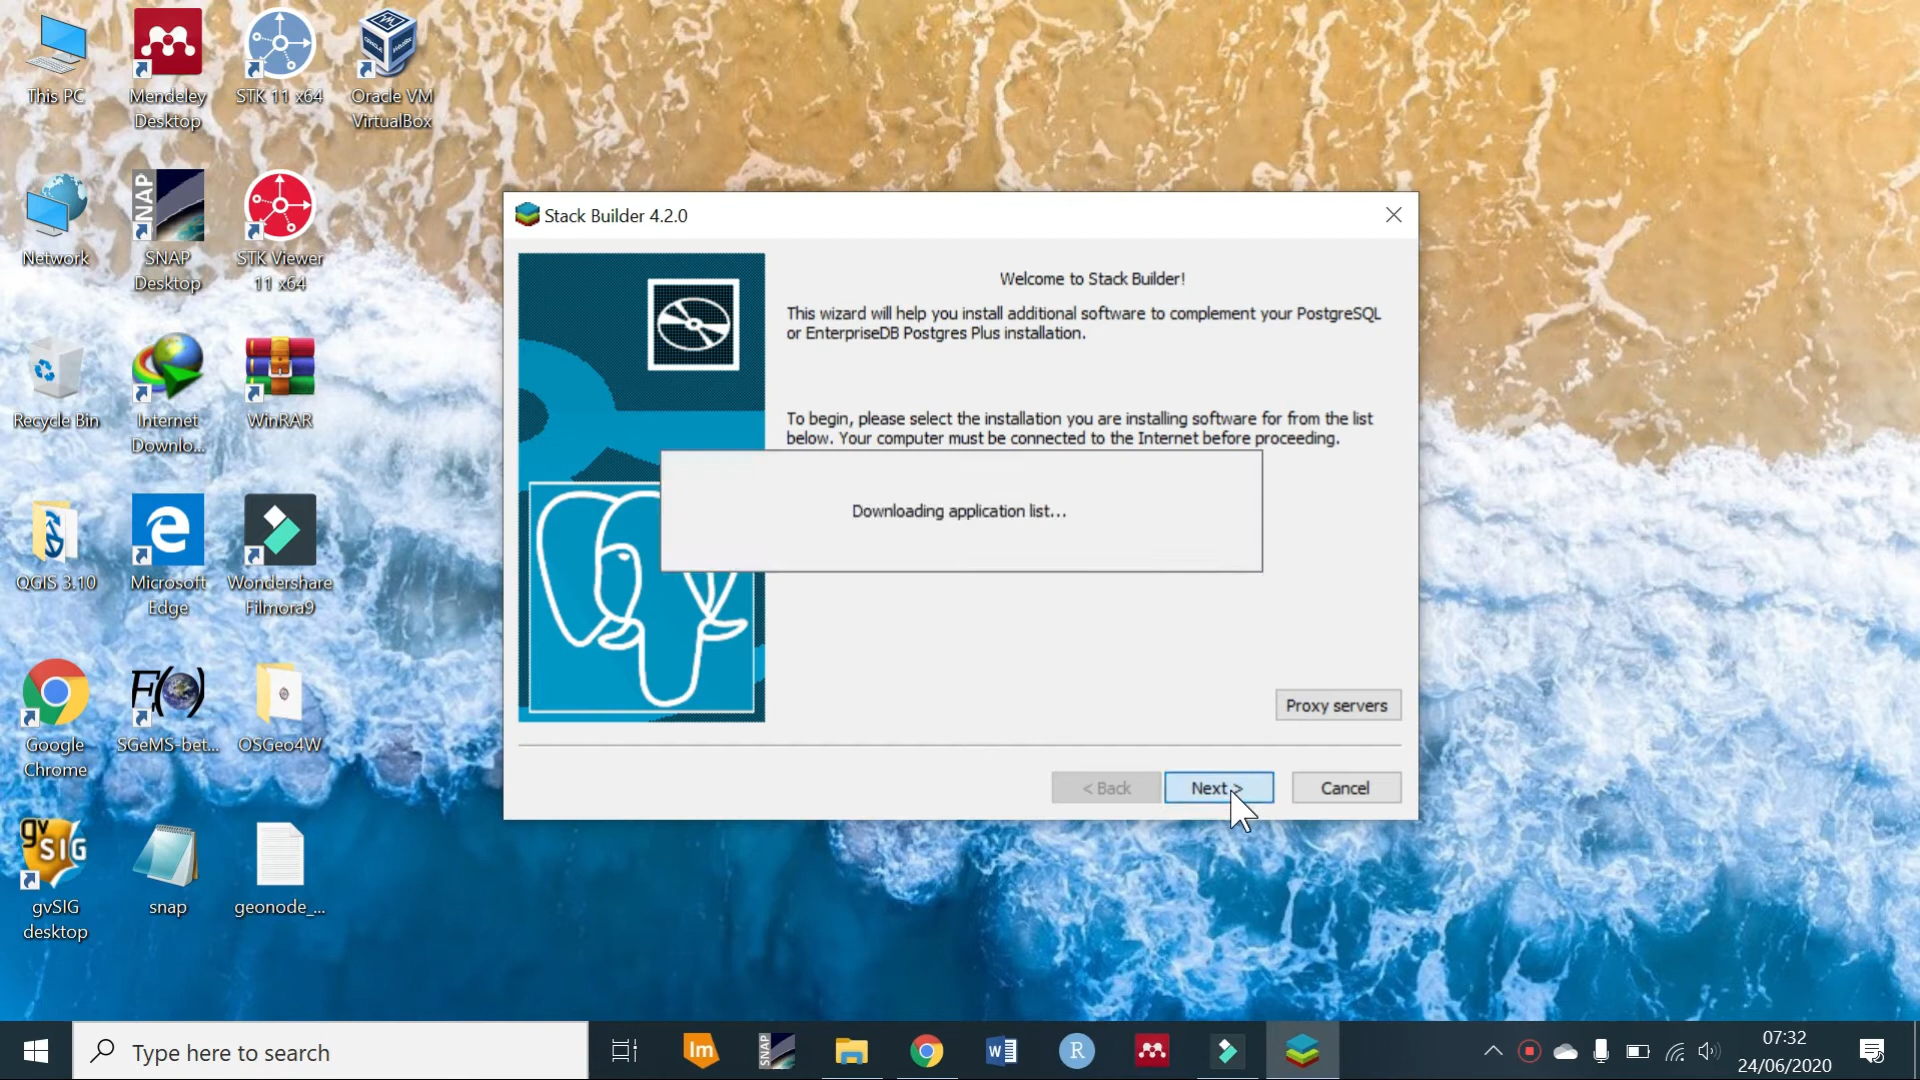 This PC
Mendeley
Desktop
STK 11 x64
Oracle VM
VirtualBox
Network
SNAP
SNAP
Desktop
STK Viewer
11 x64
Recycle Bin
Internet
Downlo...
WinRAR
QGIS 3.10
Microsoft
Edge
Wondershare
Filmora9
Google
Chrome
F()
SGeMS-bet...
OSGeo4W
gv
SIG
gvSIG
desktop
snap
geonode_...
Stack Builder 4.2.0
Welcome to Stack Builder!
This wizard will help you install additional software to complement your PostgreSQL
or EnterpriseDB Postgres Plus installation.
To begin, please select the installation you are installing software for from the list
below. Your computer must be connected to the Internet before proceeding.
Downloading application list...
Proxy servers
< Back
Next >
Cancel
Type here to search
Im
SNAP
W
R
07:32
24/06/2020